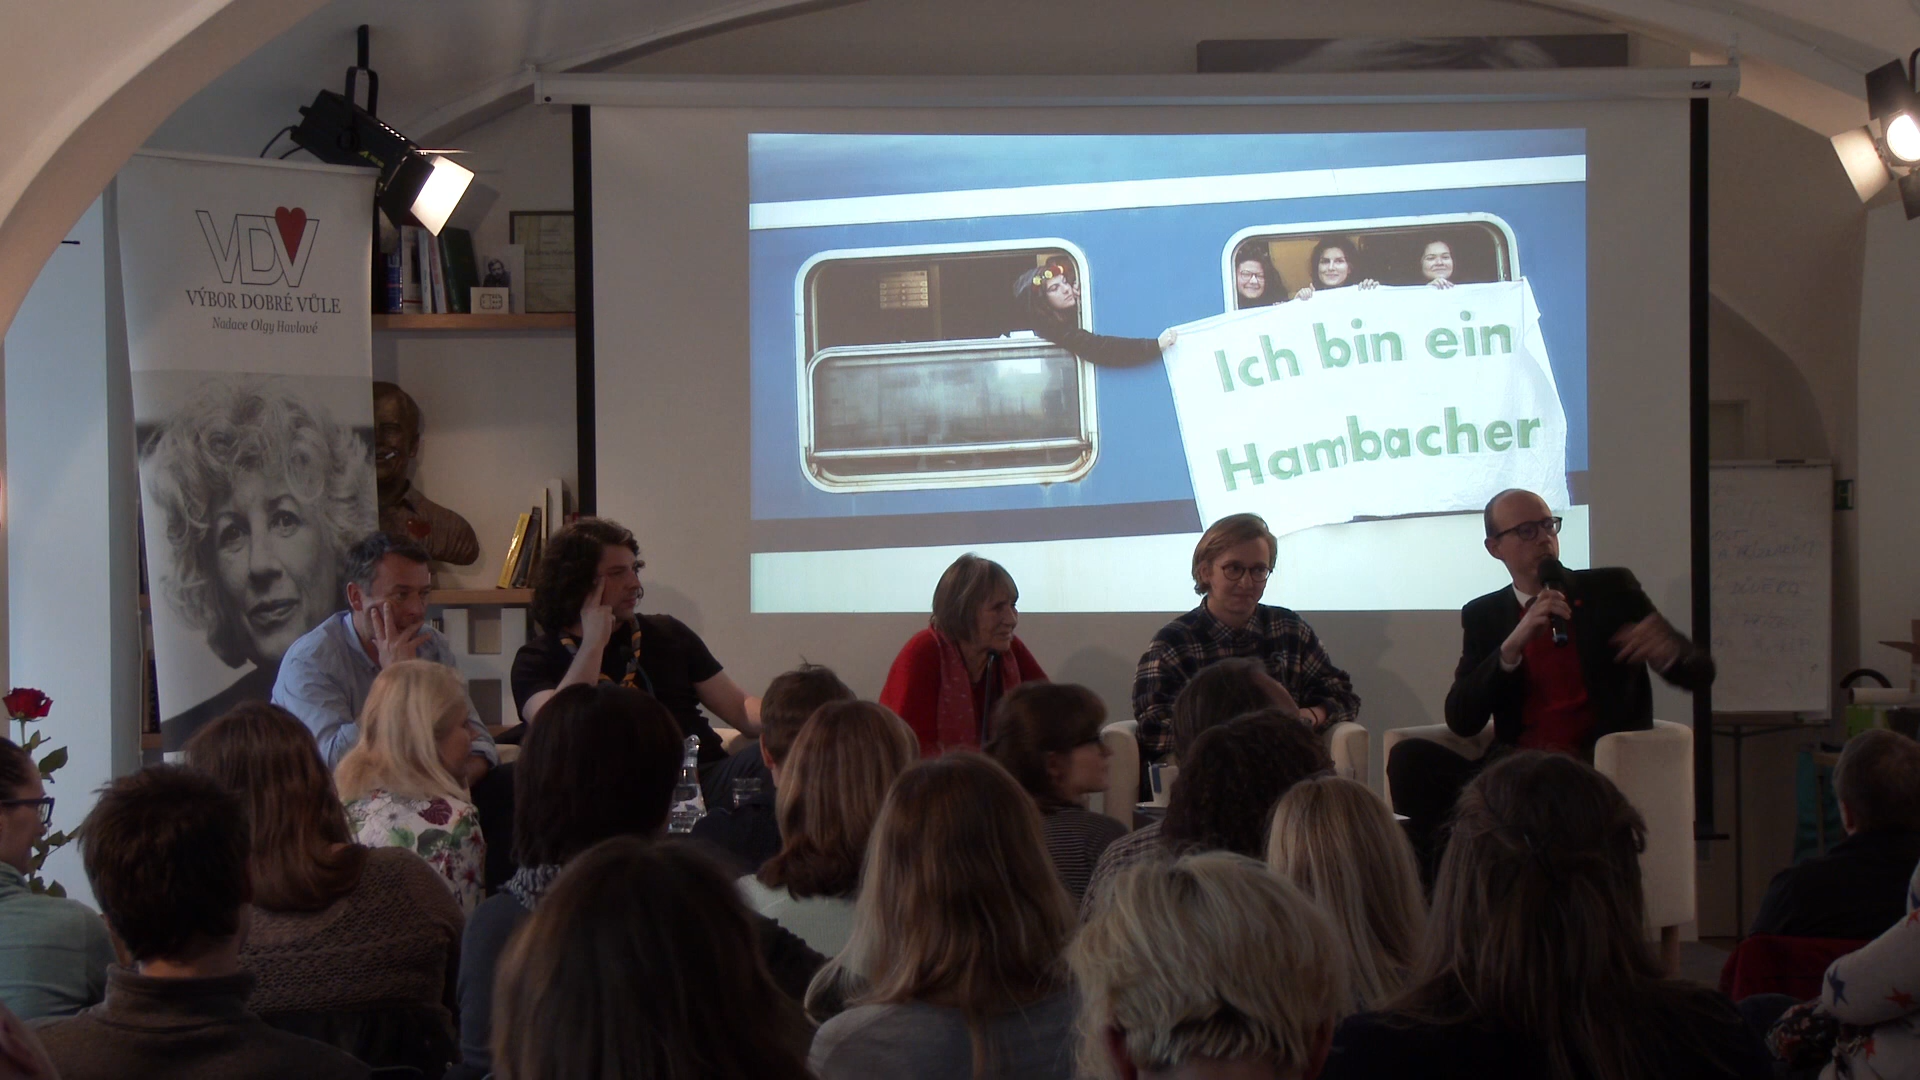 VDV
VÝBOR DOBRÉ VŮLE
Nadace Olgy Havlové
Ich bin ein
Hambacher